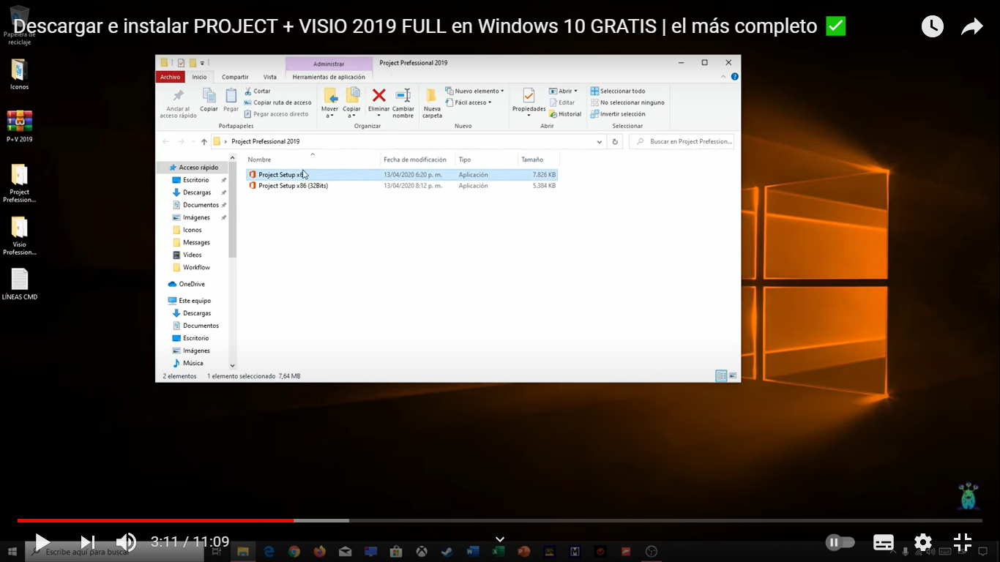 Descargar e instalar PROJECT + VISIO 2019 FULL en Windows 10 GRATIS | el más completo ✅
Papelera de
reciclaje
Iconos
P+V 2019
Project
Prefession...
Visio
Profession...
LÍNEAS CMD
Administrar
Project Prefessional 2019
Archivo
Inicio
Compartir
Vista
Herramientas de aplicación
Anclar al
acceso rápido
Copiar
Pegar
Cortar
Copiar ruta de acceso
Pegar acceso directo
Portapapeles
Mover
a
Copiar
a
Eliminar
Cambiar
nombre
Organizar
Nueva
carpeta
Nuevo elemento
Fácil acceso
Nuevo
Propiedades
Abrir
Editar
Historial
Abrir
Seleccionar todo
No seleccionar ninguno
Invertir selección
Seleccionar
Project Prefessional 2019
Buscar en Project Prefession...
Nombre
Fecha de modificación
Tipo
Tamaño
Project Setup x6
13/04/2020 6:20 p. m.
Aplicación
7.826 KB
Project Setup x86 (32Bits)
13/04/2020 8:12 p. m.
Aplicación
5.384 KB
Acceso rápido
Escritorio
Descargas
Documentos
Imágenes
Iconos
Messages
Videos
Workflow
OneDrive
Este equipo
Descargas
Documentos
Escritorio
Imágenes
Música
2 elementos
1 elemento seleccionado 7,64 MB
3:11 / 11:09
Escribe aquí para buscar